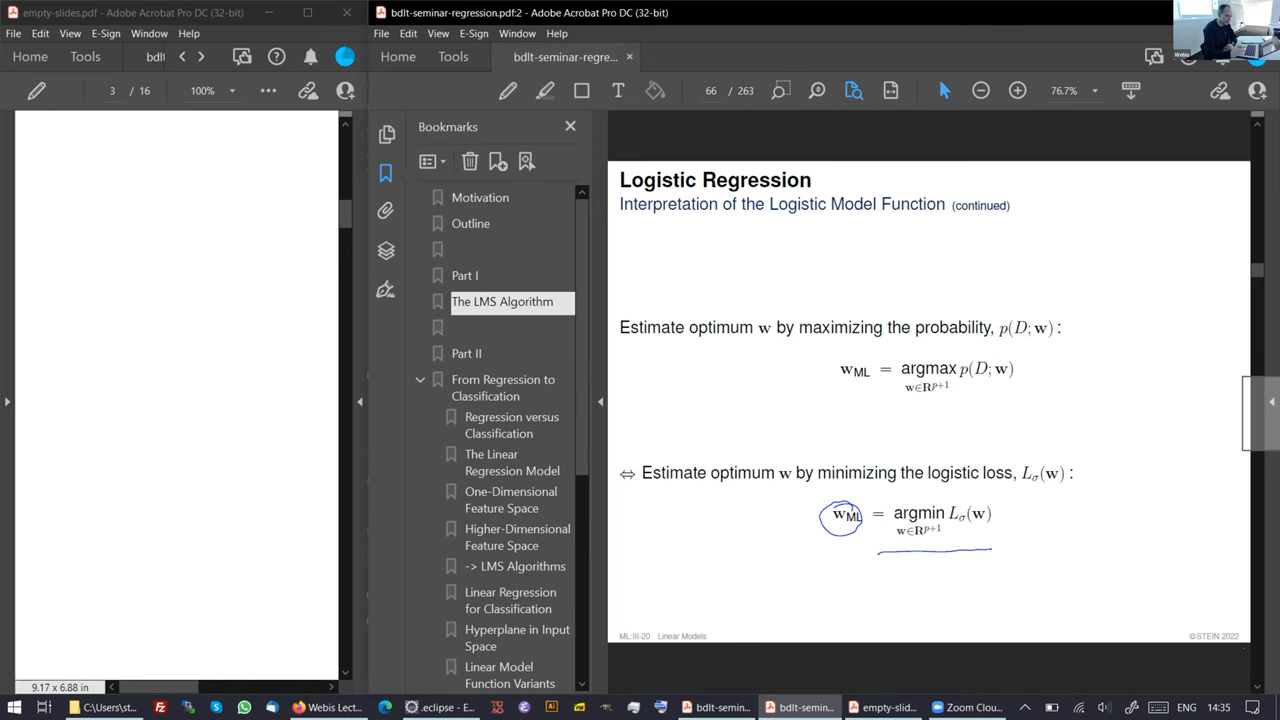 empty-slides.pdf - Adobe Acrobat Pro DC (32-bit)
bdlt-seminar-regression.pdf:2 - Adobe Acrobat Pro DC (32-bit)
File Edit View E-Sign Window Help
File Edit View E-Sign Window Help
Home Tools bdl
Home Tools bdlt-seminar-regre...
3 / 16 100%
66 / 263 76.7%
Bookmarks
Motivation
Outline
Part I
The LMS Algorithm
Part II
From Regression to
Classification
Regression versus
Classification
The Linear
Regression Model
One-Dimensional
Feature Space
Higher-Dimensional
Feature Space
-> LMS Algorithms
Linear Regression
for Classification
Hyperplane in Input
Space
Linear Model
Function Variants
Webis
Logistic Regression
Interpretation of the Logistic Model Function (continued)
Estimate optimum w by maximizing the probability, p(D; w) :
w_ML = argmax p(D; w)
w∈R^{p+1}
⇔ Estimate optimum w by minimizing the logistic loss, L_σ(w) :
w_ML = argmin L_σ(w)
w∈R^{p+1}
ML:III-20 Linear Models
©STEIN 2022
9.17 x 6.88 in
C:\Users\st... Webis Lect... .eclipse - E... bdlt-semin... bdlt-semin... empty-slid... Zoom Clou... ENG 14:35